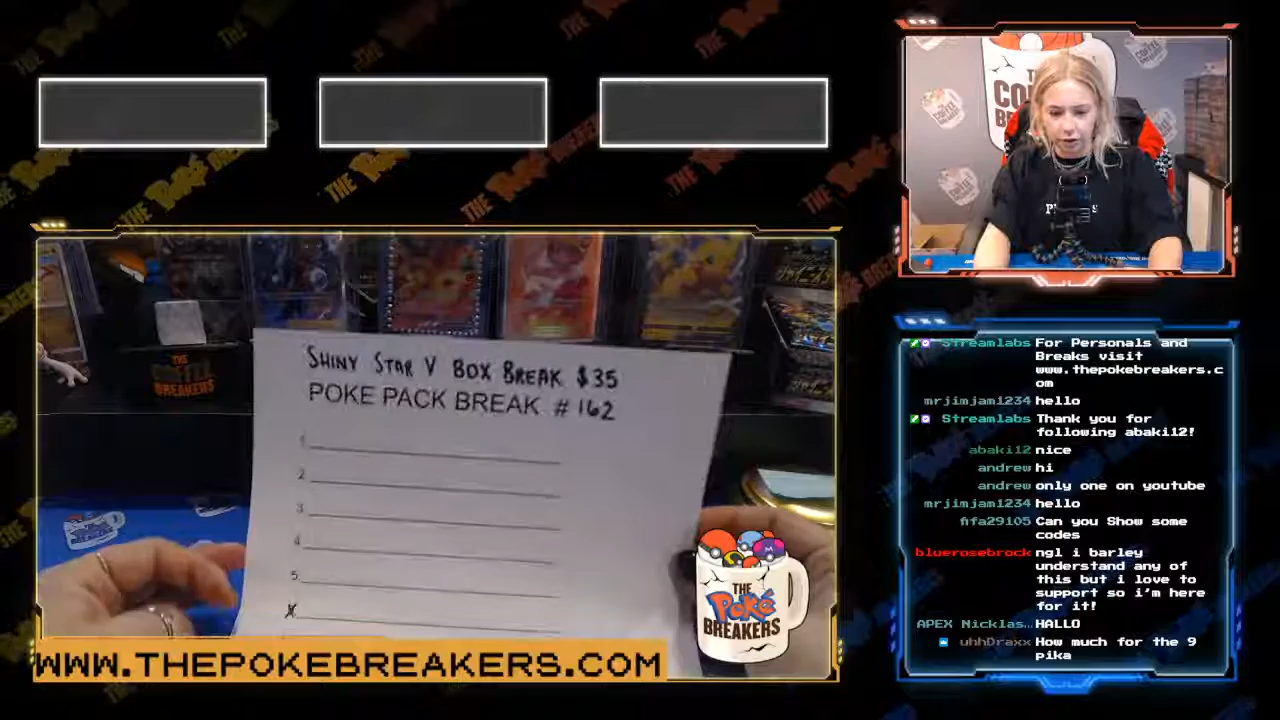 SHINY STAR V BOX BREAK $35
POKE PACK BREAK #162
1
2
3
4
5.
WWW.THEPOKEBREAKERS.COM
THE
Poké
BREAKERS
THE
COFFEE
BREAKERS
Streamlabs For Personals and
Breaks visit
www.thepokebreakers.c
om
mrjimjam1234 hello
Streamlabs Thank you for
following abaki12!
abaki12 nice
andrew hi
andrew only one on youtube
mrjimjam1234 hello
fifa29105 Can you Show some
codes
bluerosebrock ngl i barley
understand any of
this but i love to
support so i'm here
for it!
APEX Nicklas… HALLO
uhhDraxx How much for the 9
pika